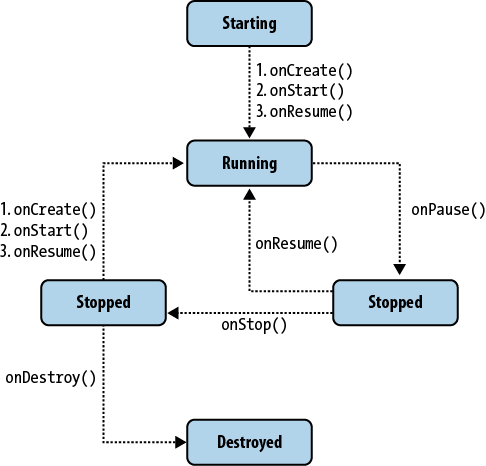 Starting
1. onCreate()
2. onStart()
3. onResume()
Running
1. onCreate()
2. onStart()
3. onResume()
onResume()
onPause()
Stopped
Stopped
onStop()
onDestroy()
Destroyed